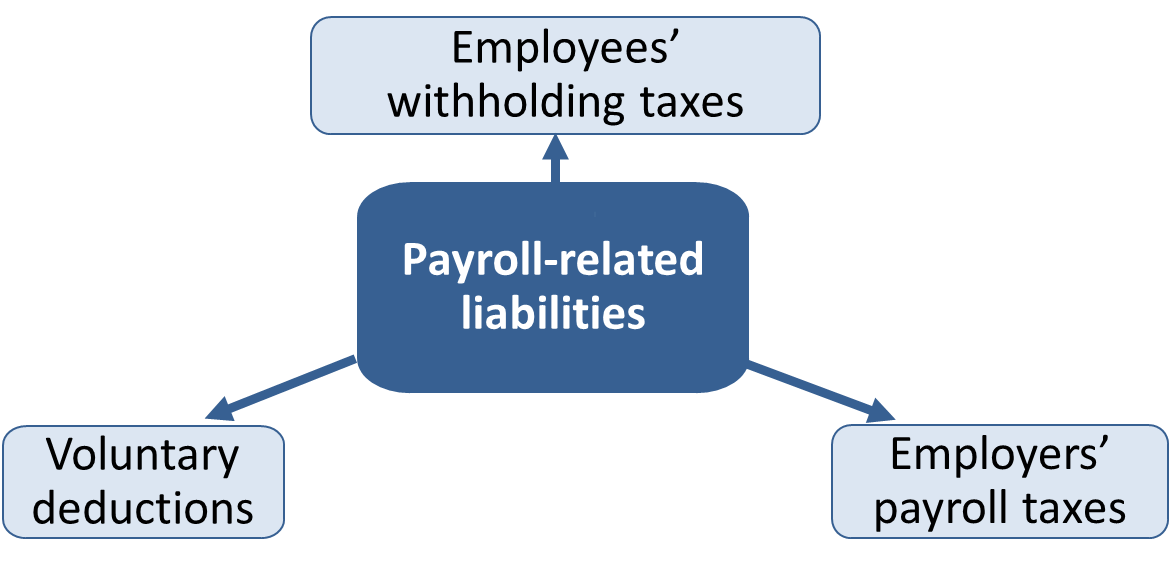 Employees’
withholding taxes
Payroll-related
liabilities
Voluntary
deductions
Employers’
payroll taxes